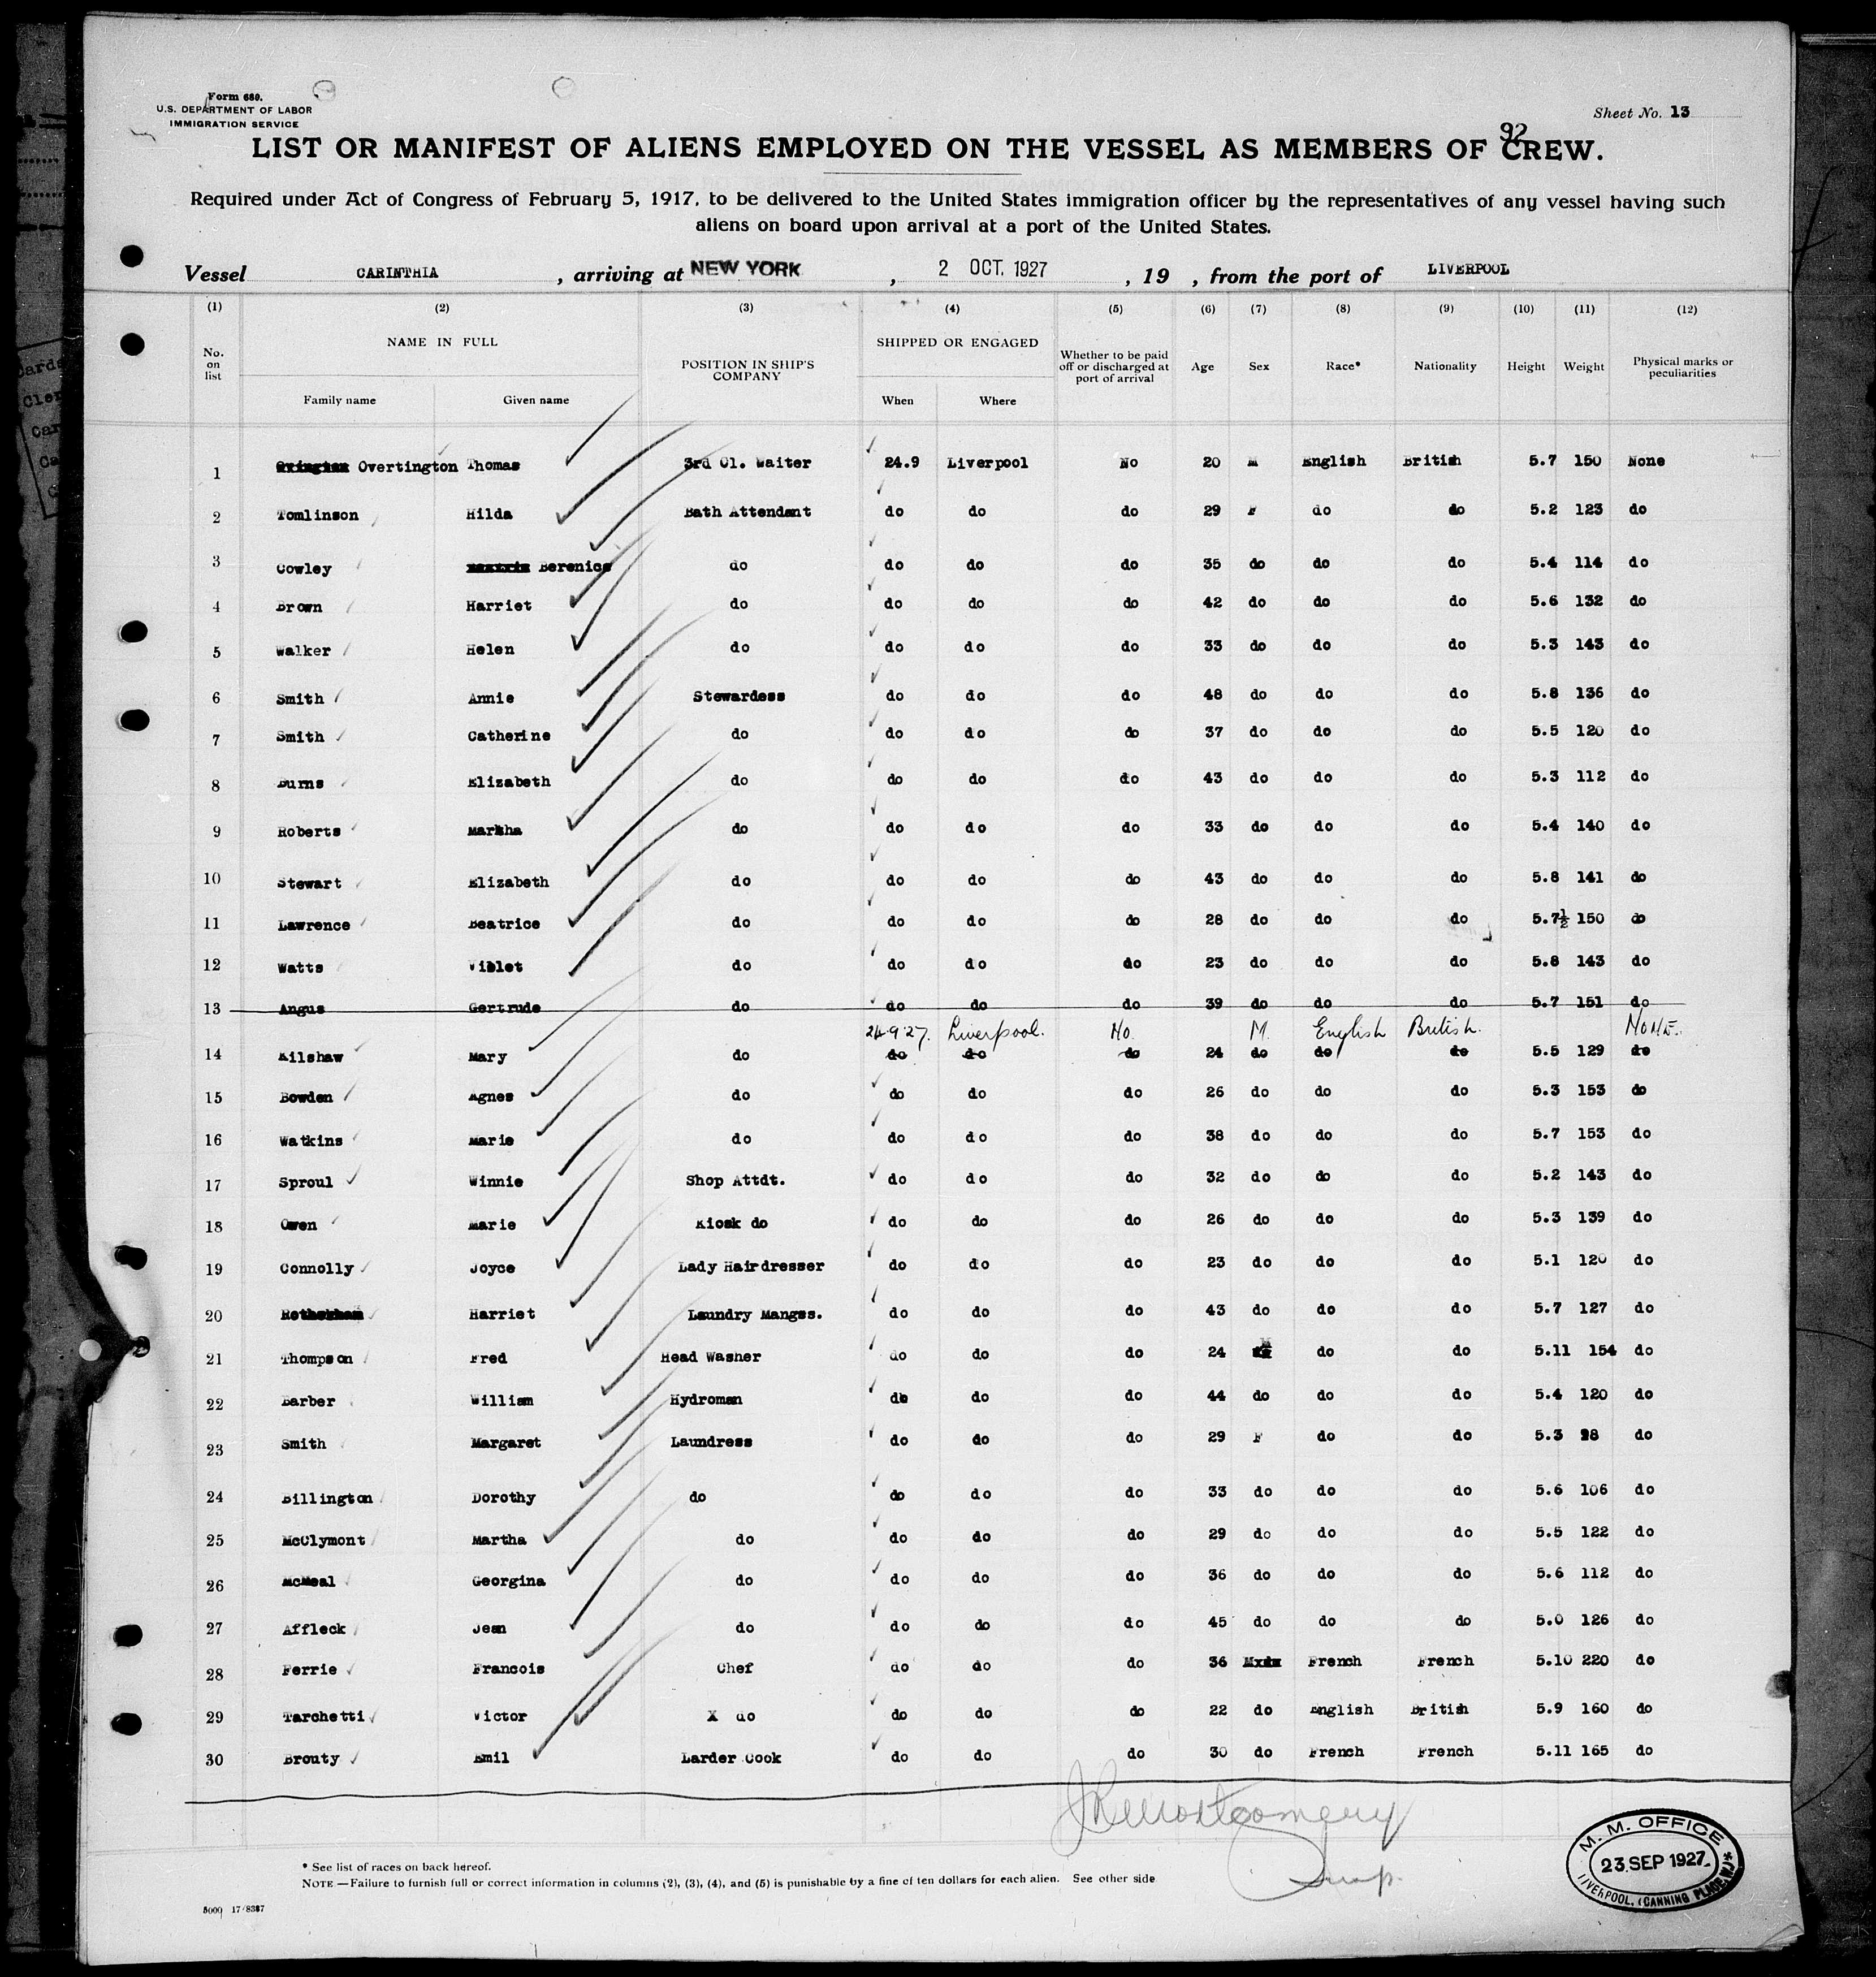 Form 680.
U.S. DEPARTMENT OF LABOR
IMMIGRATION SERVICE
Sheet No. 13
92
LIST OR MANIFEST OF ALIENS EMPLOYED ON THE VESSEL AS MEMBERS OF CREW.
Required under Act of Congress of February 5, 1917, to be delivered to the United States immigration officer by the representatives of any vessel having such
aliens on board upon arrival at a port of the United States.
Vessel CARINTHIA , arriving at NEW YORK , 2 OCT. 1927 , 19 , from the port of LIVERPOOL
(1) (2) (3) (4) (5) (6) (7) (8) (9) (10) (11) (12)
No. on list NAME IN FULL Family name Given name POSITION IN SHIP'S COMPANY SHIPPED OR ENGAGED When Where Whether to be paid off or discharged at port of arrival Age Sex Race* Nationality Height Weight Physical marks or peculiarities
1 Ovington Overtington Thomas 3rd Cl. Waiter 24.9 Liverpool No 20 M English British 5.7 150 None
2 Tomlinson Hilda Bath Attendant do do do 29 F do do 5.2 123 do
3 Cowley Berenice do do do do 35 do do do 5.4 114 do
4 Brown Harriet do do do do 42 do do do 5.6 132 do
5 Walker Helen do do do do 33 do do do 5.3 143 do
6 Smith Annie Stewardess do do do 48 do do do 5.8 136 do
7 Smith Catherine do do do do 37 do do do 5.5 120 do
8 Burns Elizabeth do do do do 43 do do do 5.3 112 do
9 Roberts Martha do do do do 33 do do do 5.4 140 do
10 Stewart Elizabeth do do do do 43 do do do 5.8 141 do
11 Lawrence Beatrice do do do do 28 do do do 5.7½ 150 do
12 Watts Violet do do do do 23 do do do 5.8 143 do
13 Angus Gertrude do do do do 39 do do do 5.7 151 do
24.9.27. Liverpool. No. M. English British. NONE.
14 Kilshaw Mary do do do do 24 do do do 5.5 129 do
15 Bowden Agnes do do do do 26 do do do 5.3 153 do
16 Watkins Marie do do do do 38 do do do 5.7 153 do
17 Sproul Winnie Shop Attdt. do do do 32 do do do 5.2 143 do
18 Owen Marie Kiosk do do do do 26 do do do 5.3 139 do
19 Connolly Joyce Lady Hairdresser do do do 23 do do do 5.1 120 do
20 Rotherham Harriet Laundry Mangss. do do do 43 do do do 5.7 127 do
21 Thompson Fred Head Washer do do do 24 M do do 5.11 154 do
22 Barber William Hydroman do do do 44 do do do 5.4 120 do
23 Smith Margaret Laundress do do do 29 F do do 5.3 98 do
24 Billington Dorothy do do do do 33 do do do 5.6 106 do
25 McClymont Martha do do do do 29 do do do 5.5 122 do
26 McMeal Georgina do do do do 36 do do do 5.6 112 do
27 Affleck Jean do do do do 45 do do do 5.0 126 do
28 Ferrie Francois Chef do do do 36 M French French 5.10 220 do
29 Tarchetti Victor X do do do do 22 do English British 5.9 160 do
30 Brouty Emil Larder Cook do do do 30 do French French 5.11 165 do
Montgomery
Supr.
* See list of races on back hereof.
NOTE—Failure to furnish full or correct information in columns (2), (3), (4), and (5) is punishable by a fine of ten dollars for each alien. See other side
5000 17/8387
M. M. OFFICE
23 SEP 1927
LIVERPOOL, (CANNING PLACE)